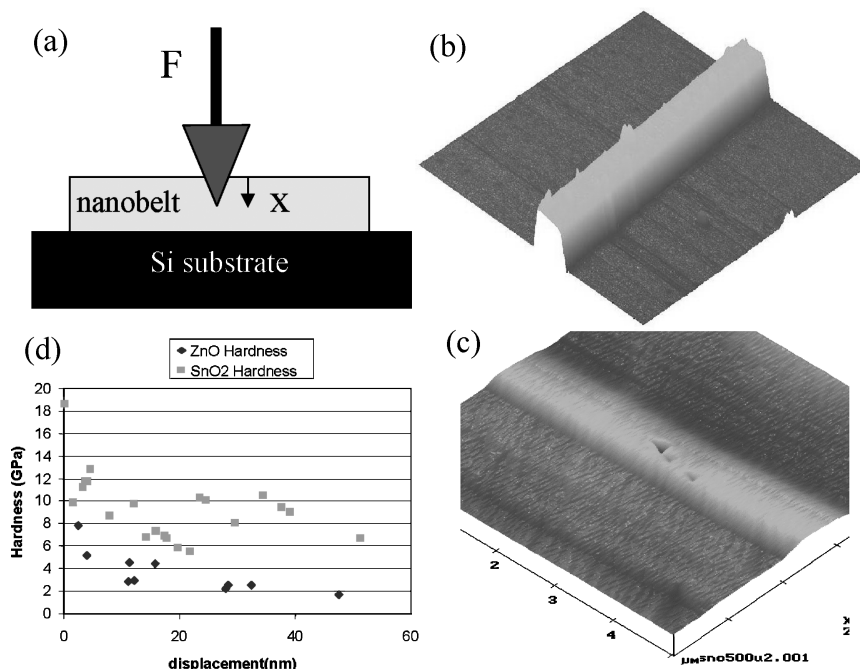 (a)
F
nanobelt
x
Si substrate
(b)
(d)
ZnO Hardness
SnO2 Hardness
Hardness (GPa)
20
18
16
14
12
10
8
6
4
2
0
0
20
40
60
displacement(nm)
(c)
2
3
4
µM
sno500u2.001
X